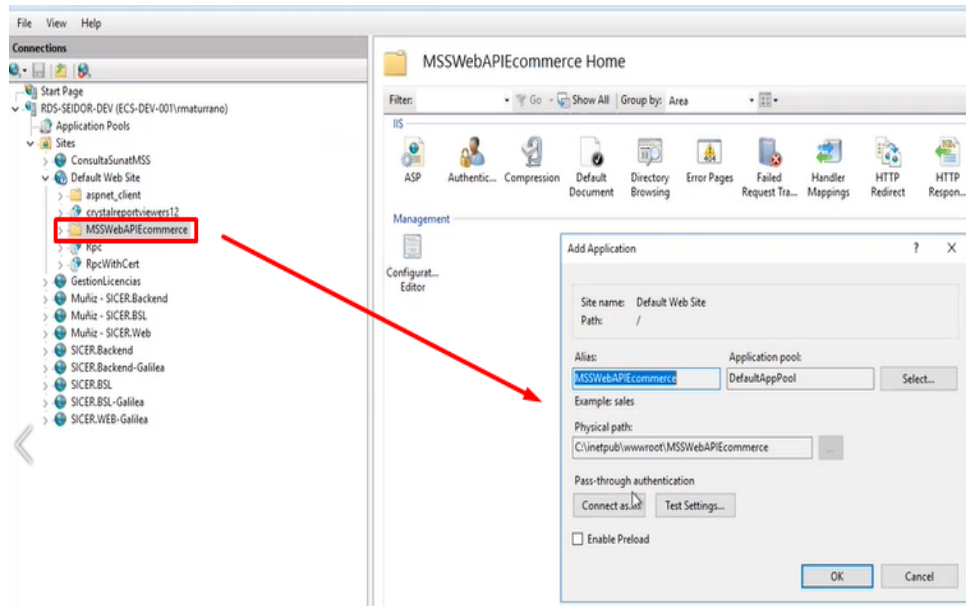 File View Help
Connections
Start Page
RDS-SEIDOR-DEV (ECS-DEV-001\rmaturrano)
Application Pools
Sites
ConsultaSunatMSS
Default Web Site
aspnet_client
crystalreportviewers12
MSSWebAPIEcommerce
Rpc
RpcWithCert
GestionLicencias
Muñiz - SICER.Backend
Muñiz - SICER.BSL
Muñiz - SICER.Web
SICER.Backend
SICER.Backend-Galilea
SICER.BSL
SICER.BSL-Galilea
SICER.WEB-Galilea
MSSWebAPIEcommerce Home
Filter: Go Show All Group by: Area
IIS
ASP Authentic... Compression Default Document Directory Browsing Error Pages Failed Request Tra... Handler Mappings HTTP Redirect HTTP Respon...
Management
Configurat... Editor
Add Application ? X
Site name: Default Web Site
Path: /
Alias: Application pool:
MSSWebAPIEcommerce DefaultAppPool Select...
Example: sales
Physical path:
C:\inetpub\wwwroot\MSSWebAPIEcommerce ...
Pass-through authentication
Connect as... Test Settings...
Enable Preload
OK Cancel